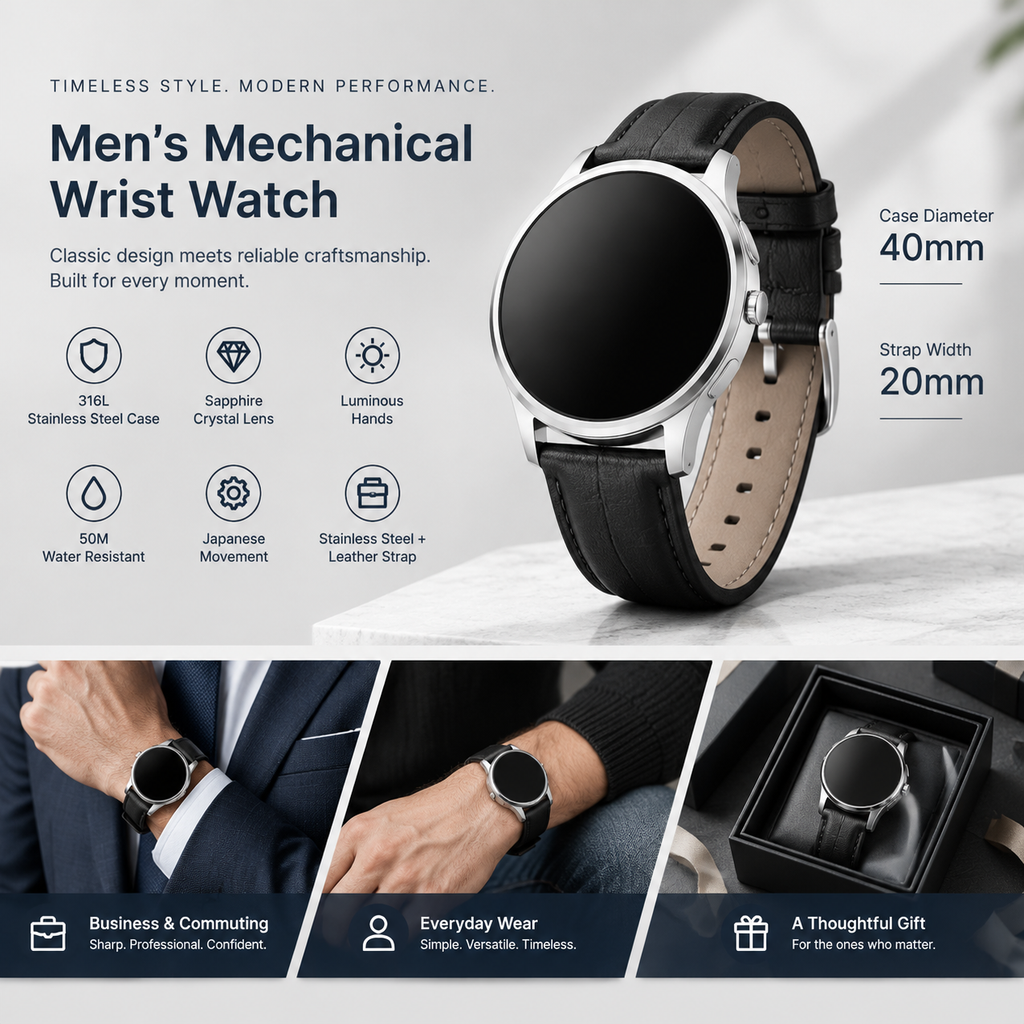 TIMELESS STYLE. MODERN PERFORMANCE.
Men's Mechanical
Wrist Watch
Classic design meets reliable craftsmanship.
Built for every moment.
316L
Stainless Steel Case
Sapphire
Crystal Lens
Luminous
Hands
50M
Water Resistant
Japanese
Movement
Stainless Steel +
Leather Strap
Case Diameter
40mm
Strap Width
20mm
Business & Commuting
Sharp. Professional. Confident.
Everyday Wear
Simple. Versatile. Timeless.
A Thoughtful Gift
For the ones who matter.